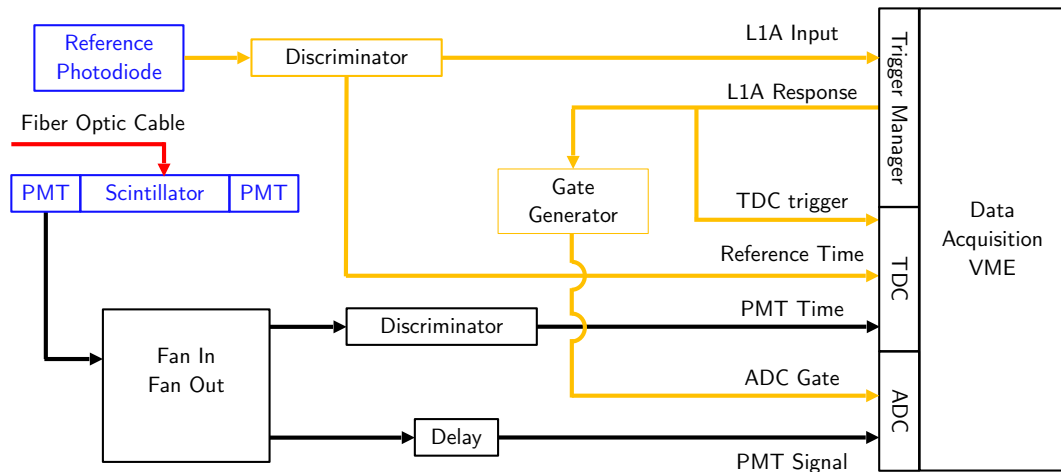 Reference
Photodiode
Discriminator
L1A Input
Trigger Manager
L1A Response
Fiber Optic Cable
PMT
Scintillator
PMT
Gate
Generator
TDC trigger
Data
Acquisition
VME
Reference Time
TDC
PMT Time
Discriminator
Fan In
Fan Out
ADC Gate
ADC
Delay
PMT Signal